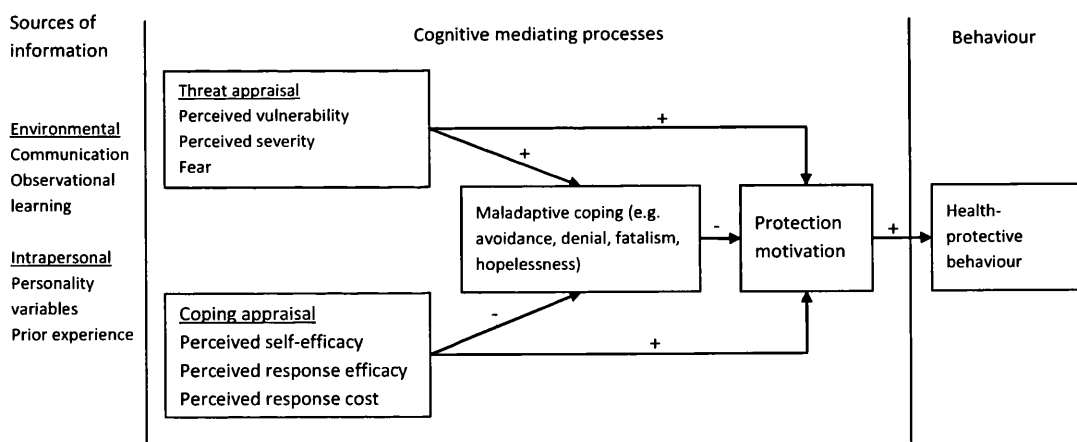 Sources of
information
Environmental
Communication
Observational
learning
Intrapersonal
Personality
variables
Prior experience
Cognitive mediating processes
Threat appraisal
Perceived vulnerability
Perceived severity
Fear
+
+
Maladaptive coping (e.g.
avoidance, denial, fatalism,
hopelessness)
-
Protection
motivation
+
Coping appraisal
Perceived self-efficacy
Perceived response efficacy
Perceived response cost
-
+
Behaviour
Health-
protective
behaviour